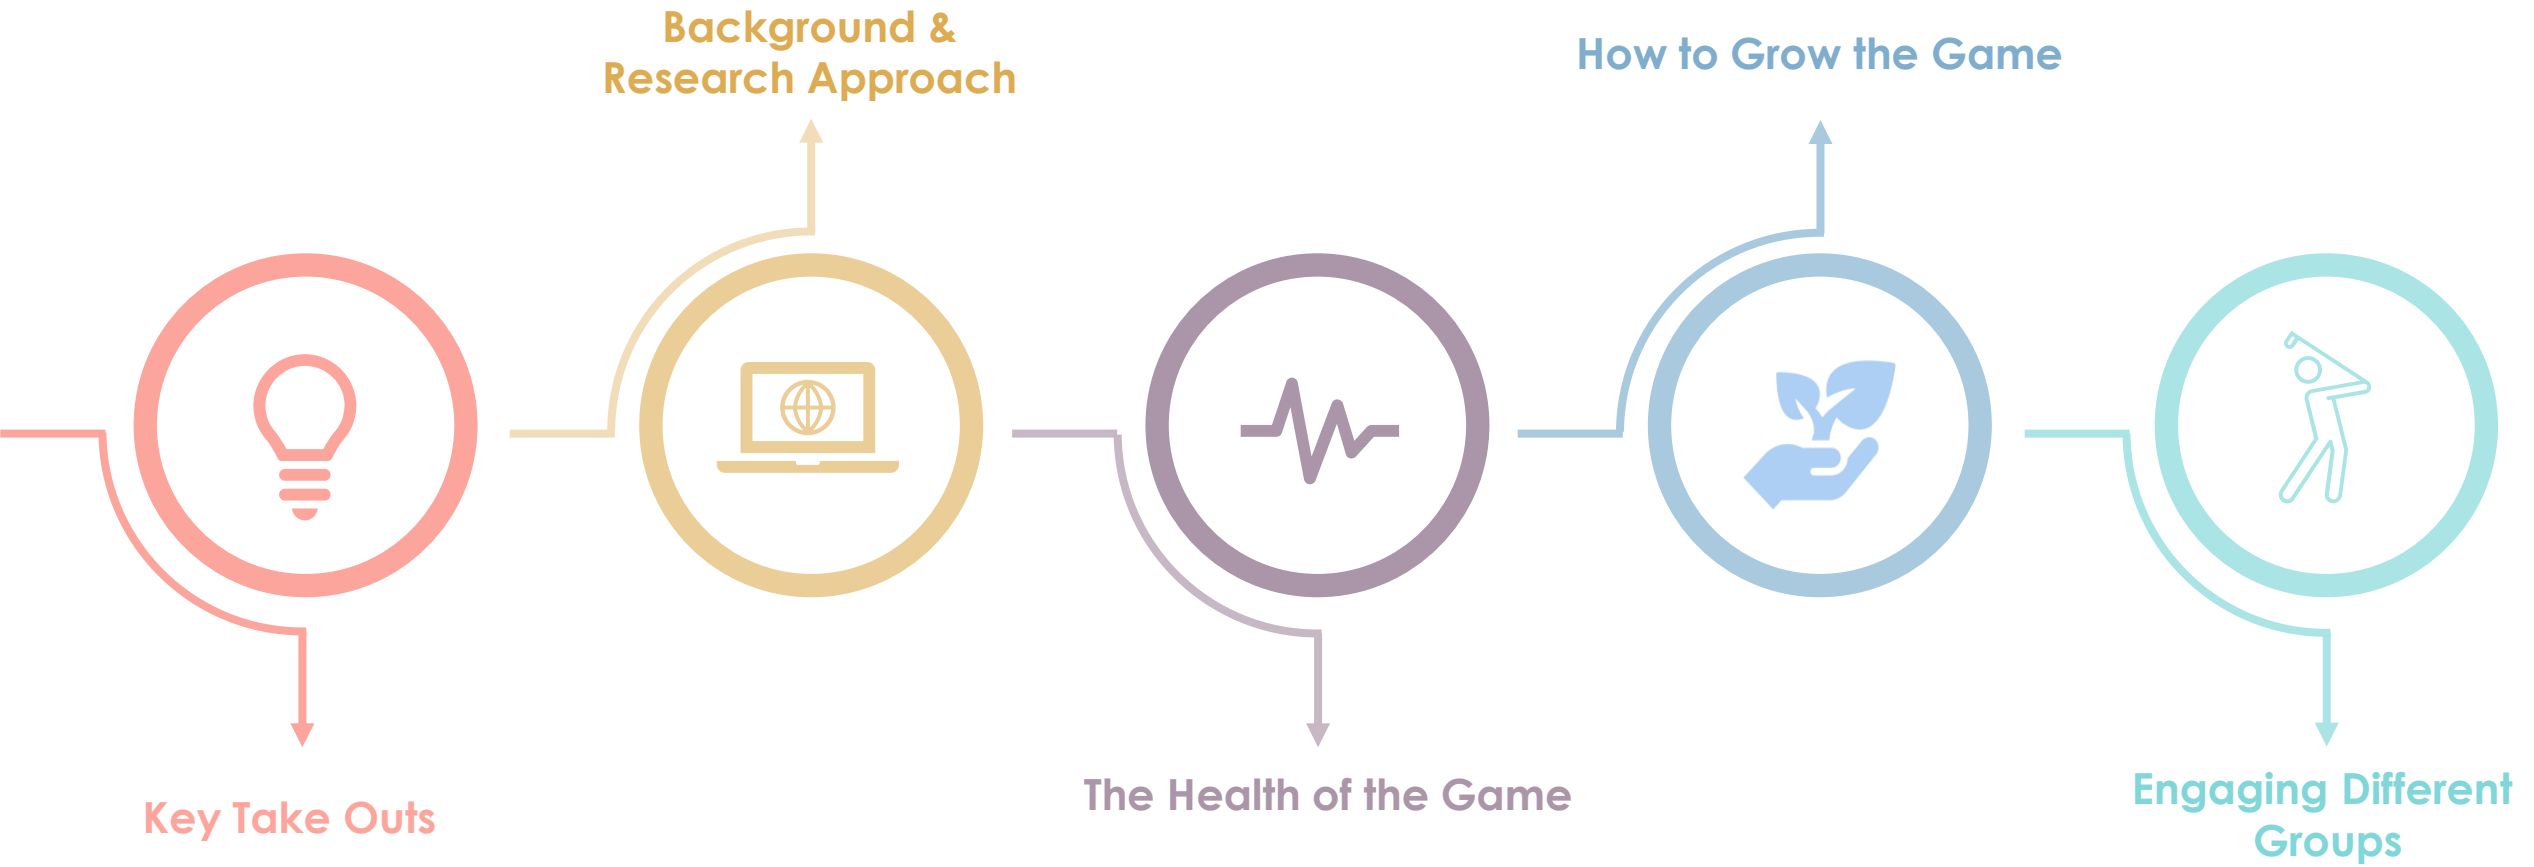 Key Take Outs
Background &
Research Approach
The Health of the Game
How to Grow the Game
Engaging Different
Groups